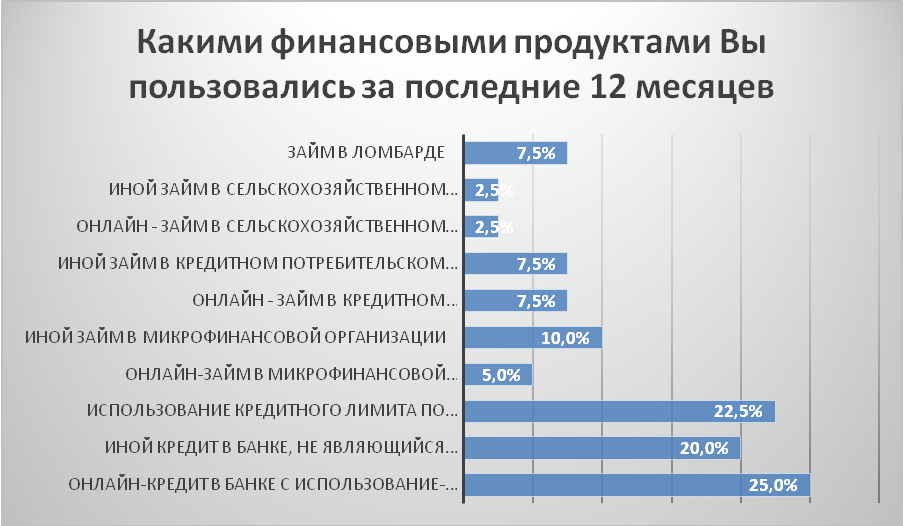 Какими финансовыми продуктами Вы
пользовались за последние 12 месяцев
ЗАЙМ В ЛОМБАРДЕ 7,5%
ИНОЙ ЗАЙМ В СЕЛЬСКОХОЗЯЙСТВЕННОМ... 2,5%
ОНЛАЙН - ЗАЙМ В СЕЛЬСКОХОЗЯЙСТВЕННОМ... 2,5%
ИНОЙ ЗАЙМ В КРЕДИТНОМ ПОТРЕБИТЕЛЬСКОМ... 7,5%
ОНЛАЙН - ЗАЙМ В КРЕДИТНОМ... 7,5%
ИНОЙ ЗАЙМ В МИКРОФИНАНСОВОЙ ОРГАНИЗАЦИИ 10,0%
ОНЛАЙН-ЗАЙМ В МИКРОФИНАНСОВОЙ... 5,0%
ИСПОЛЬЗОВАНИЕ КРЕДИТНОГО ЛИМИТА ПО... 22,5%
ИНОЙ КРЕДИТ В БАНКЕ, НЕ ЯВЛЯЮЩИЙСЯ... 20,0%
ОНЛАЙН-КРЕДИТ В БАНКЕ С ИСПОЛЬЗОВАНИЕ-... 25,0%